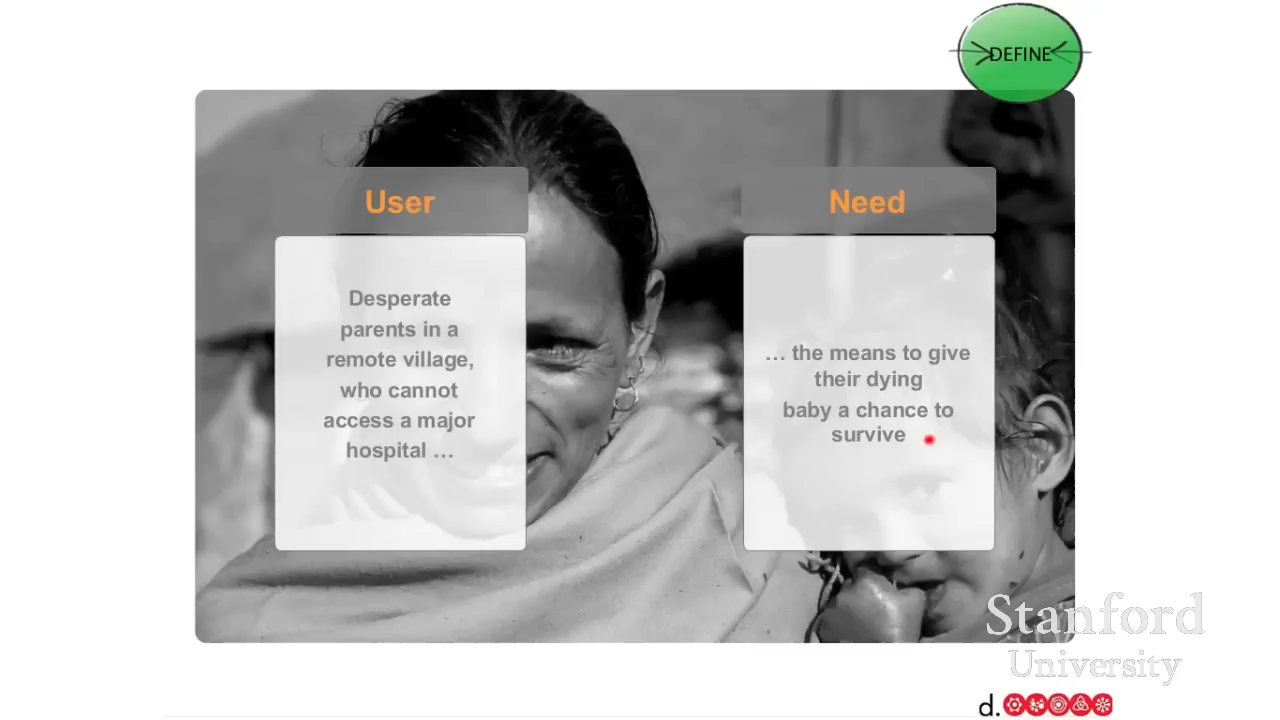 DEFINE
User
Need
Desperate
parents in a
remote village,
who cannot
access a major
hospital …
… the means to give
their dying
baby a chance to
survive
Stanford
University
d.